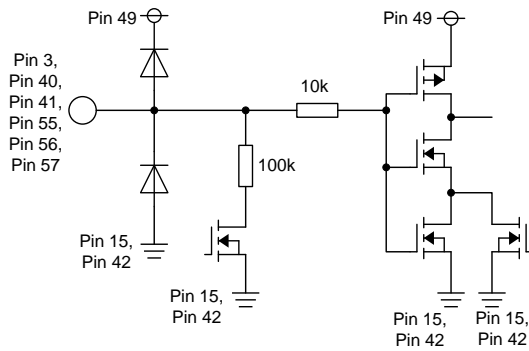 Pin 49
Pin 49
Pin 3,
Pin 40,
Pin 41,
Pin 55,
Pin 56,
Pin 57
10k
100k
Pin 15,
Pin 42
Pin 15,
Pin 42
Pin 15,
Pin 42
Pin 15,
Pin 42